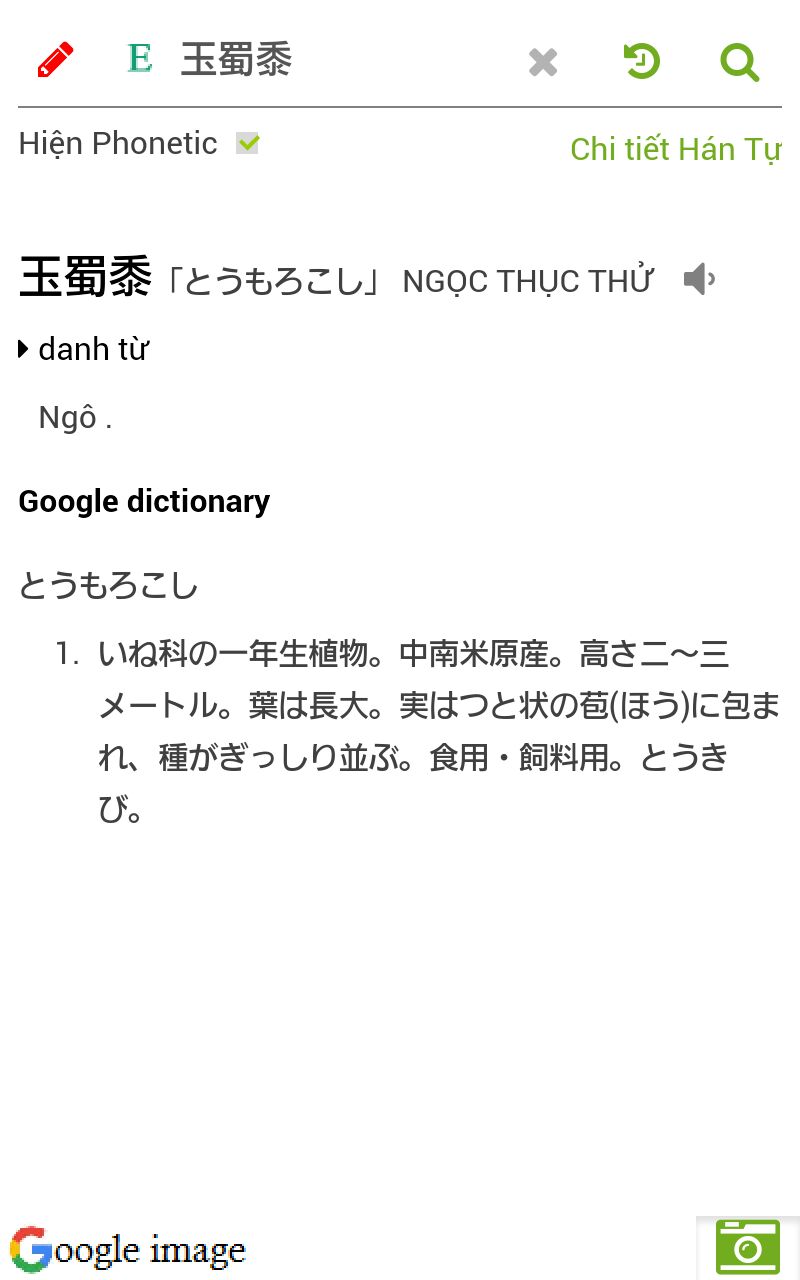 E 玉蜀黍
Hiện Phonetic
Chi tiết Hán Tự
玉蜀黍「とうもろこし」 NGỌC THỤC THỬ
danh từ
Ngô .
Google dictionary
とうもろこし
1. いね科の一年生植物。中南米原産。高さ二〜三
メートル。葉は長大。実はつと状の苞(ほう)に包ま
れ、種がぎっしり並ぶ。食用・飼料用。とうき
び。
Google image